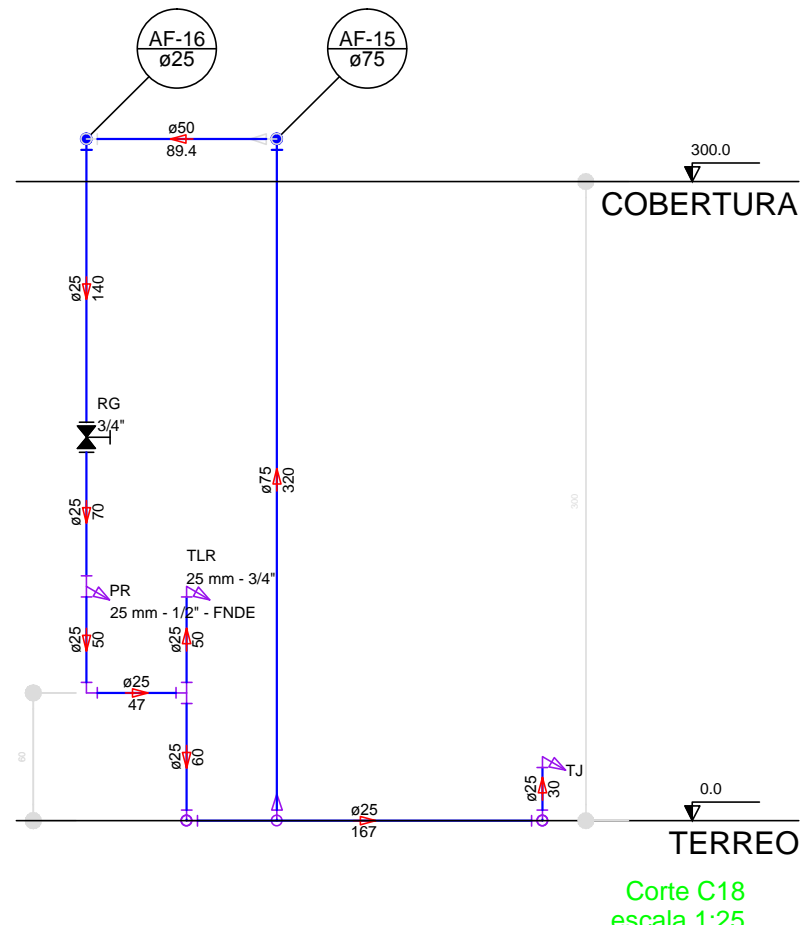 AF-16
ø25
AF-15
ø75
ø50
89.4
300.0
COBERTURA
ø25
140
RG
3/4"
ø25
70
ø75
320
300
TLR
25 mm - 3/4"
PR
25 mm - 1/2" - FNDE
ø25
50
ø25
50
ø25
47
60
ø25
60
ø25
30
TJ
0.0
ø25
167
TERREO
Corte C18
escala 1:25